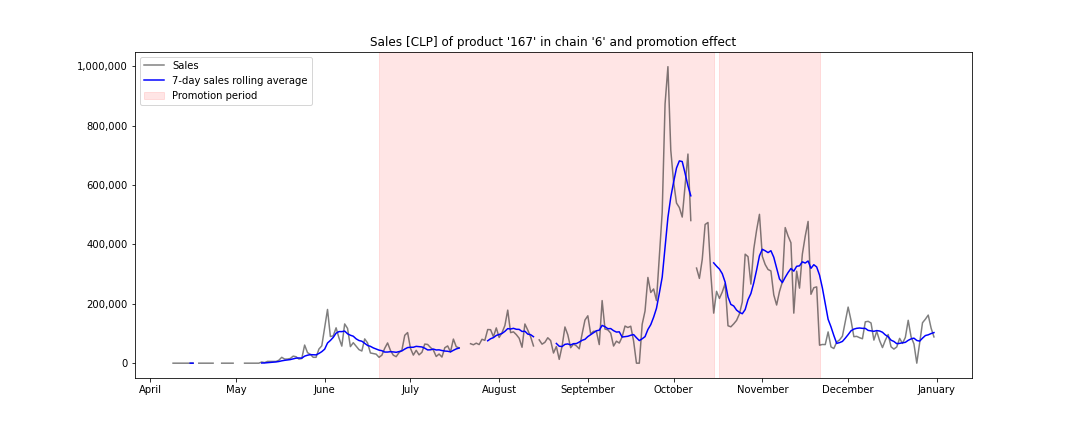 Sales [CLP] of product '167' in chain '6' and promotion effect
Sales
7-day sales rolling average
Promotion period
1,000,000
800,000
600,000
400,000
200,000
0
April May June July August September October November December January